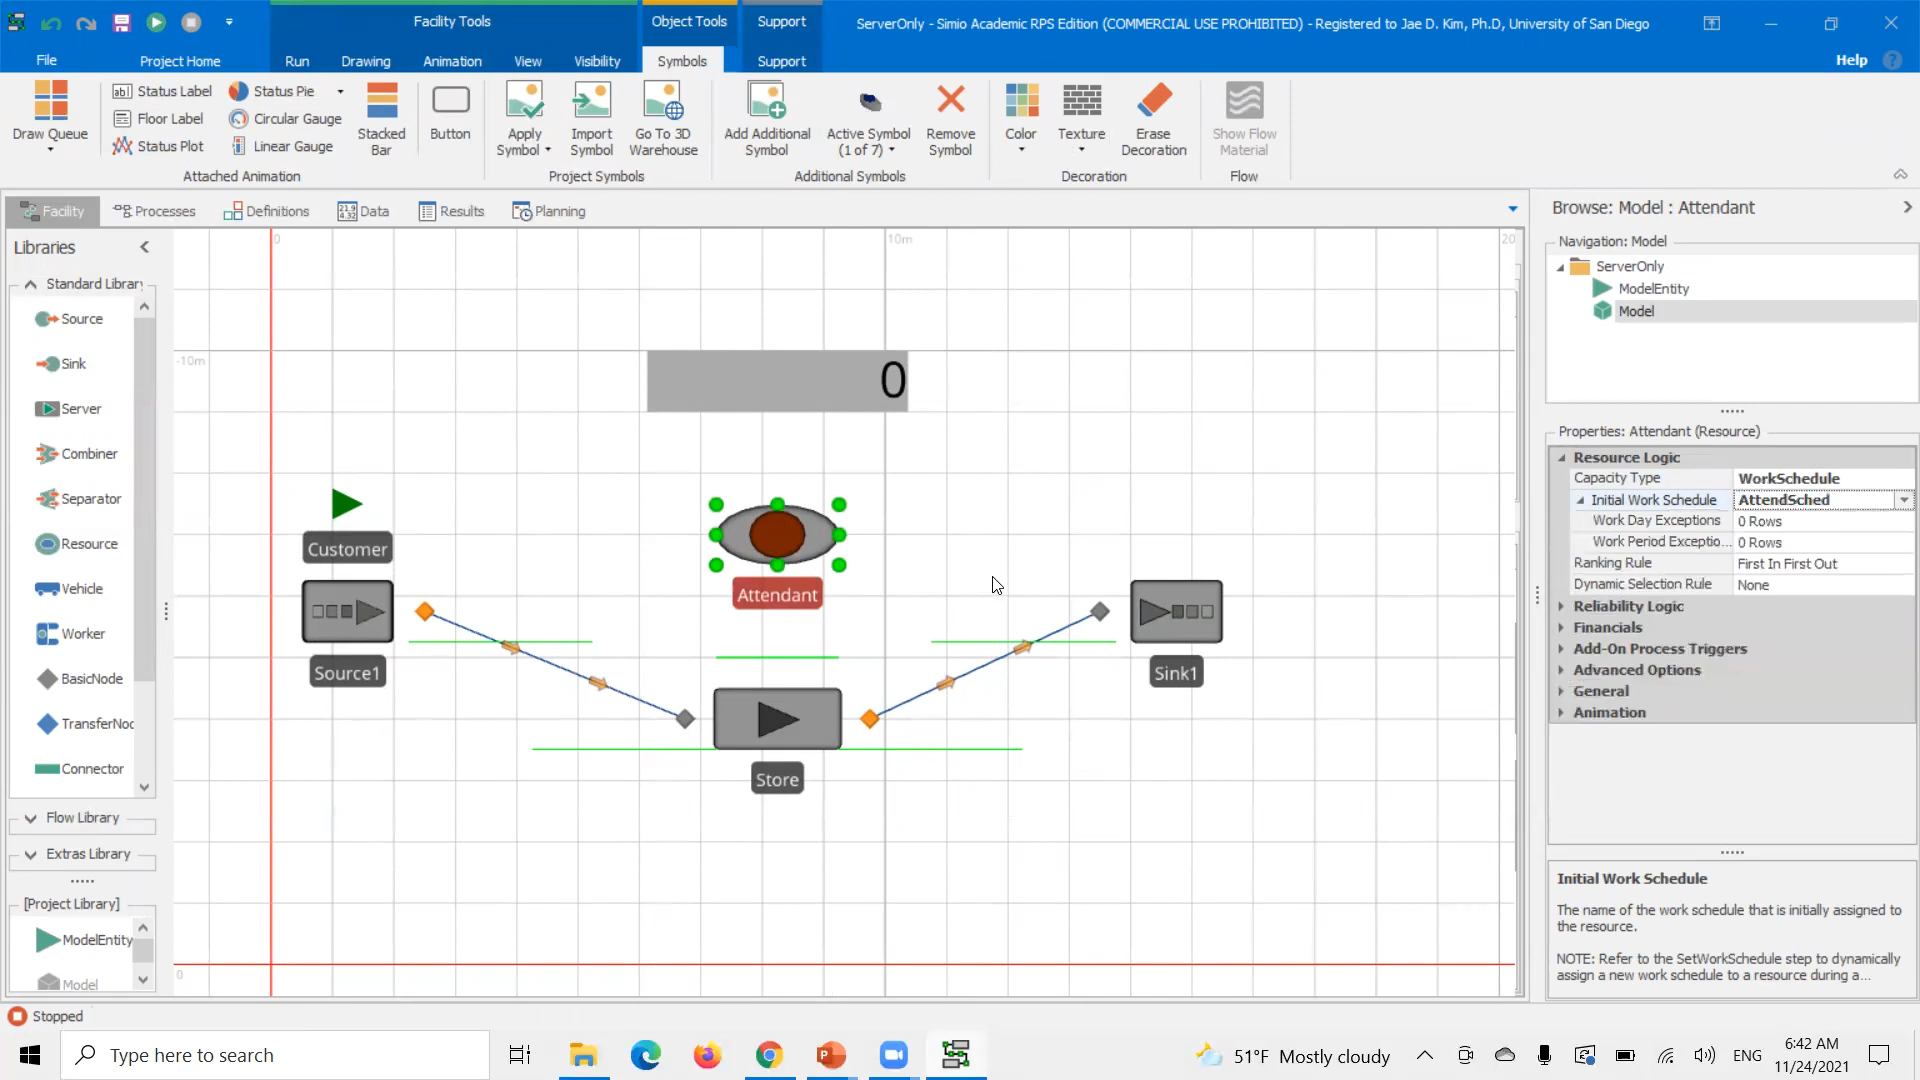 Facility Tools
Object Tools
Support
ServerOnly - Simio Academic RPS Edition (COMMERCIAL USE PROHIBITED) - Registered to Jae D. Kim, Ph.D, University of San Diego
File
Project Home
Run
Drawing
Animation
View
Visibility
Symbols
Support
Help
Draw Queue
Status Label
Floor Label
Status Plot
Status Pie
Circular Gauge
Linear Gauge
Stacked
Bar
Button
Attached Animation
Apply
Symbol
Import
Symbol
Go To 3D
Warehouse
Project Symbols
Add Additional
Symbol
Active Symbol
(1 of 7)
Remove
Symbol
Additional Symbols
Color
Texture
Erase
Decoration
Decoration
Show Flow
Material
Flow
Facility
Processes
Definitions
Data
Results
Planning
Libraries
Standard Library
Source
Sink
Server
Combiner
Separator
Resource
Vehicle
Worker
BasicNode
TransferNod
Connector
Flow Library
Extras Library
[Project Library]
ModelEntity
Model
0
10m
20
-10m
0
0
Customer
Source1
Attendant
Store
Sink1
Browse: Model : Attendant
Navigation: Model
ServerOnly
ModelEntity
Model
Properties: Attendant (Resource)
Resource Logic
Capacity Type WorkSchedule
Initial Work Schedule AttendSched
Work Day Exceptions 0 Rows
Work Period Exceptio... 0 Rows
Ranking Rule First In First Out
Dynamic Selection Rule None
Reliability Logic
Financials
Add-On Process Triggers
Advanced Options
General
Animation
Initial Work Schedule
The name of the work schedule that is initially assigned to
the resource.
NOTE: Refer to the SetWorkSchedule step to dynamically
assign a new work schedule to a resource during a...
Stopped
Type here to search
51°F Mostly cloudy
ENG
6:42 AM
11/24/2021